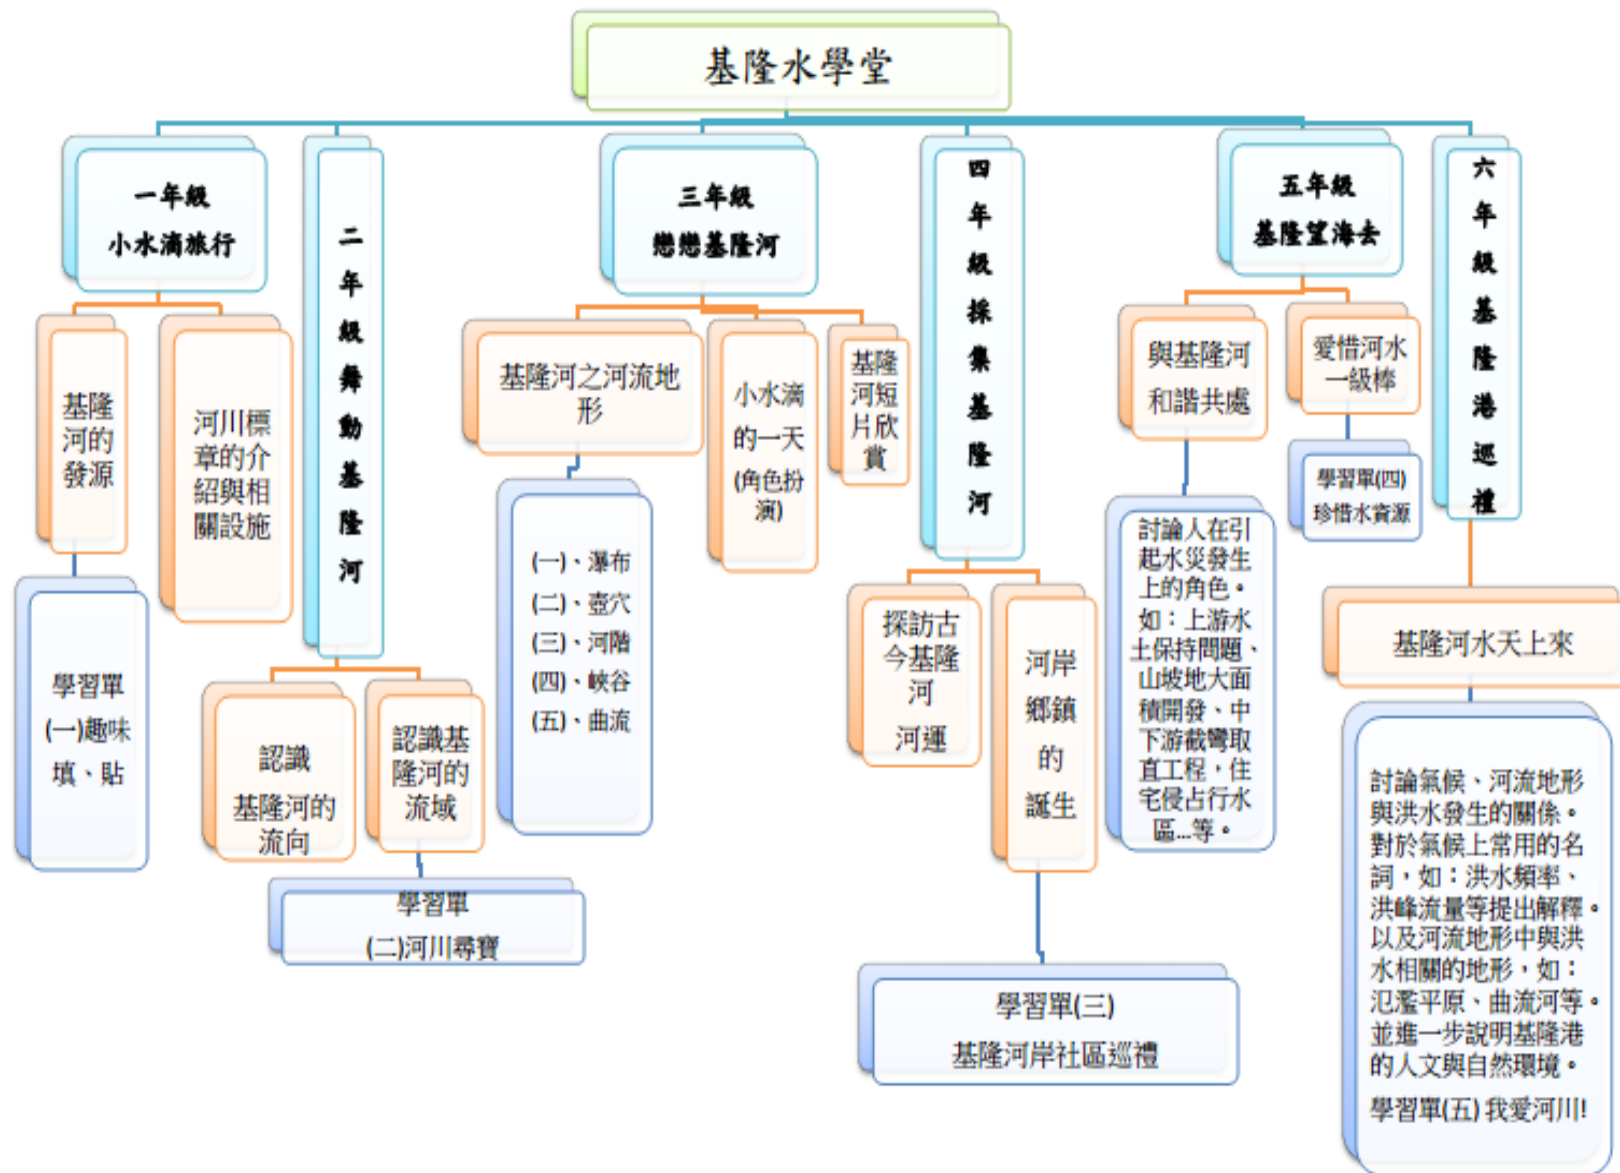 基隆水學堂
一年級
小水滴旅行
基隆
河的
發源
學習單
(一)趣味
填、貼
河川標
章的介
紹與相
關設施
二年級舞動基隆河
認識
基隆河的
流向
認識基
隆河的
流域
學習單
(二)河川尋寶
三年級
戀戀基隆河
基隆河之河流地
形
(一)、瀑布
(二)、壺穴
(三)、河階
(四)、峽谷
(五)、曲流
小水滴
的一天
(角色扮
演)
基隆
河短
片欣
賞
四年級採集基隆河
探訪古
今基隆
河
河運
河岸
鄉鎮
的
誕生
學習單(三)
基隆河岸社區巡禮
五年級
基隆望海去
與基隆河
和諧共處
討論人在引
起水災發生
上的角色。
如：上游水
土保持問題、
山坡地大面
積開發、中
下游截彎取
直工程，住
宅侵占行水
區...等。
愛惜河水
一級棒
學習單(四)
珍惜水資源
六年級基隆港巡禮
基隆河水天上來
討論氣候、河流地形
與洪水發生的關係。
對於氣候上常用的名
詞，如：洪水頻率、
洪峰流量等提出解釋。
以及河流地形中與洪
水相關的地形，如：
氾濫平原、曲流河等。
並進一步說明基隆港
的人文與自然環境。
學習單(五) 我愛河川!